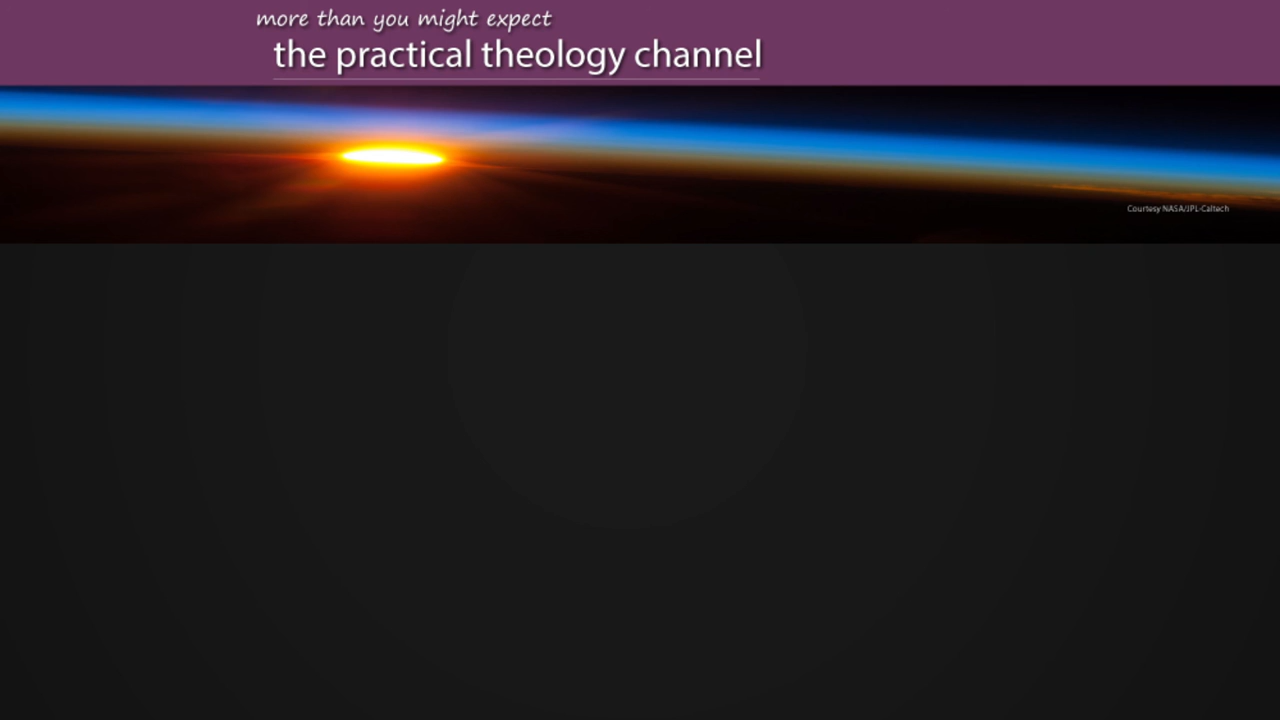 more than you might expect
the practical theology channel
Courtesy NASA/JPL-Caltech